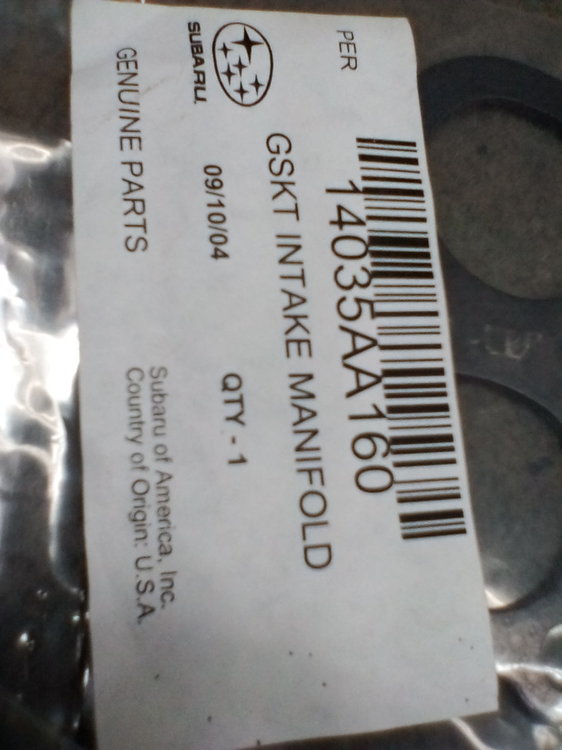 PER
14035AA160
GSKT INTAKE MANIFOLD
SUBARU.
09/10/04 QTY - 1
GENUINE PARTS
Subaru of America, Inc.
Country of Origin: U.S.A.